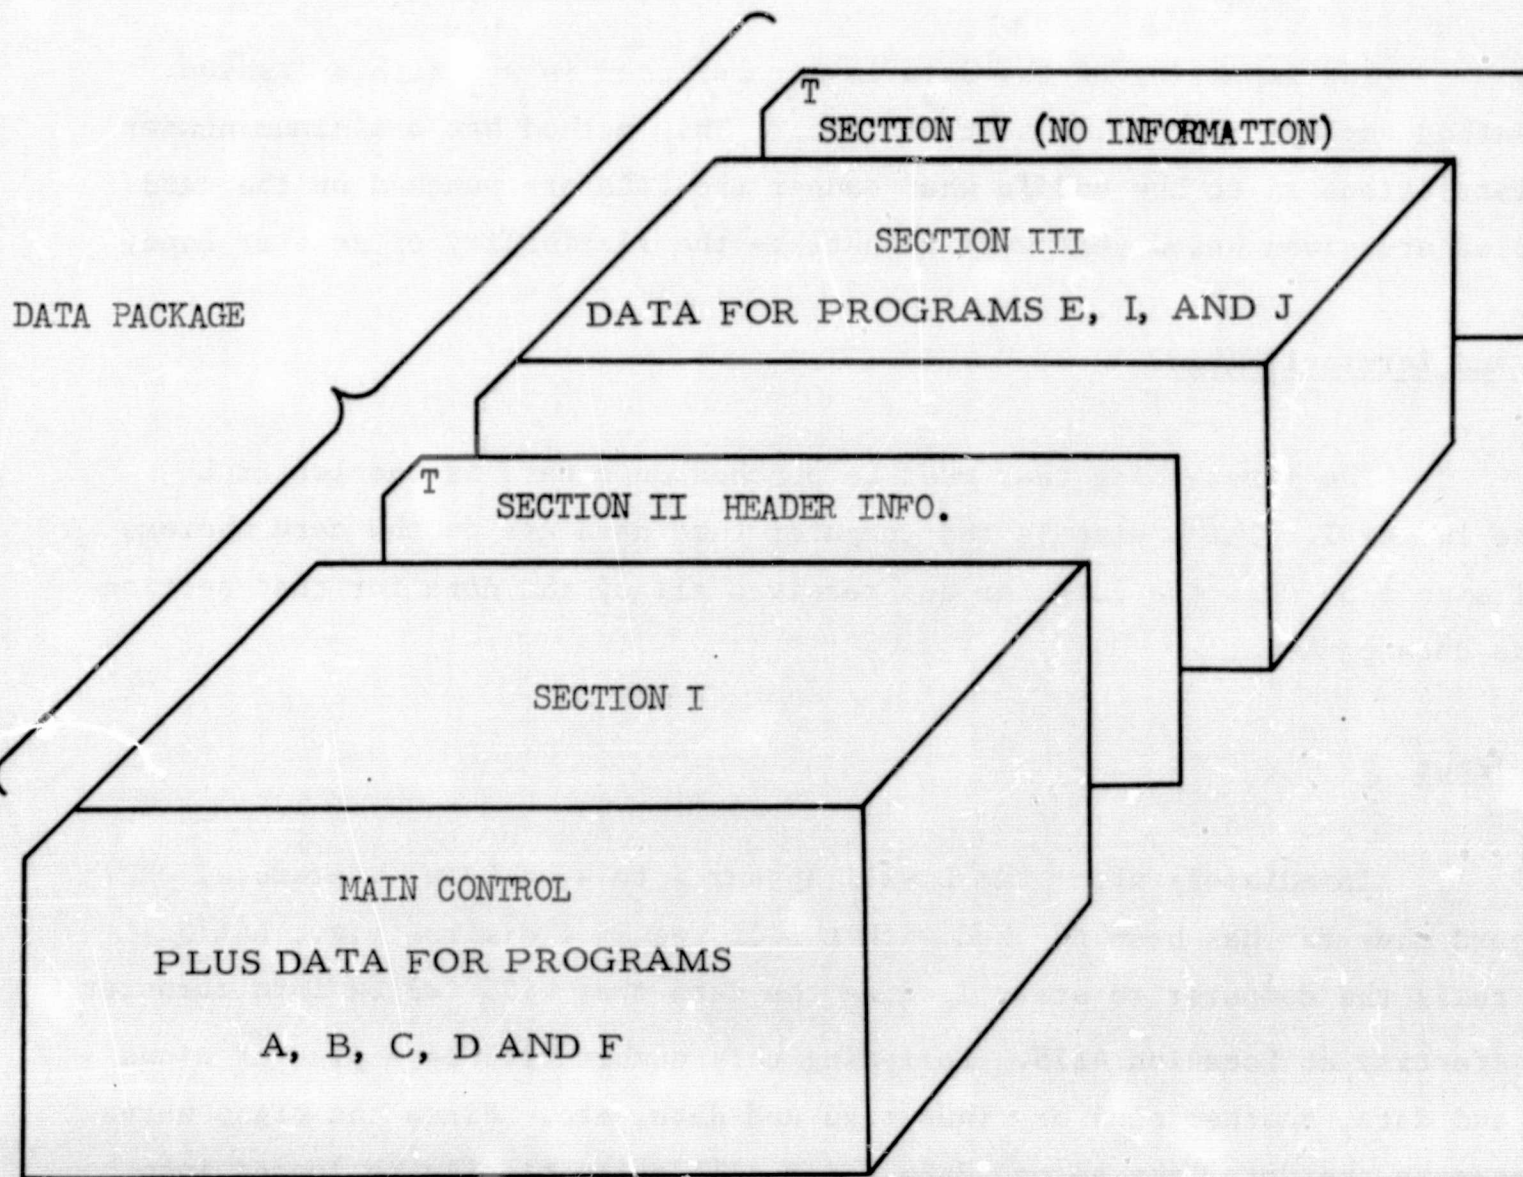 T
SECTION IV (NO INFORMATION)
SECTION III
DATA FOR PROGRAMS E, I, AND J
DATA PACKAGE
T
SECTION II HEADER INFO.
SECTION I
MAIN CONTROL
PLUS DATA FOR PROGRAMS
A, B, C, D AND F